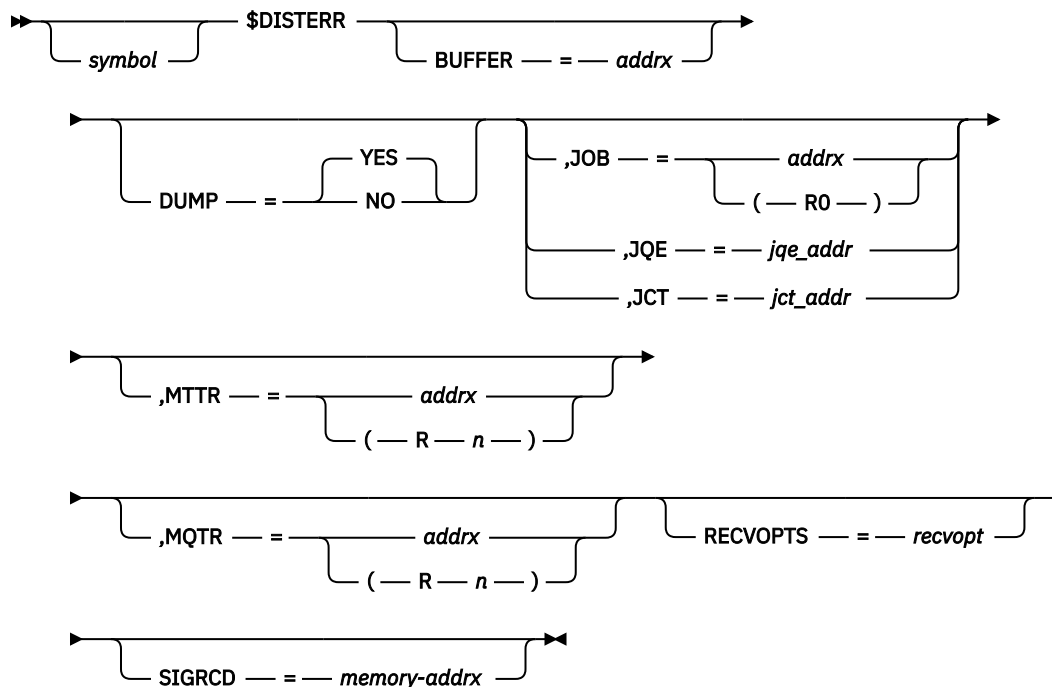 $DISTERR
symbol
BUFFER = addrx
YES
DUMP = NO
,JOB = addrx
( R0 )
,JQE = jqe_addr
,JCT = jct_addr
,MTTR = addrx
( R n )
,MQTR = addrx
( R n )
RECVOPTS = recvopt
SIGRCD = memory-addrx